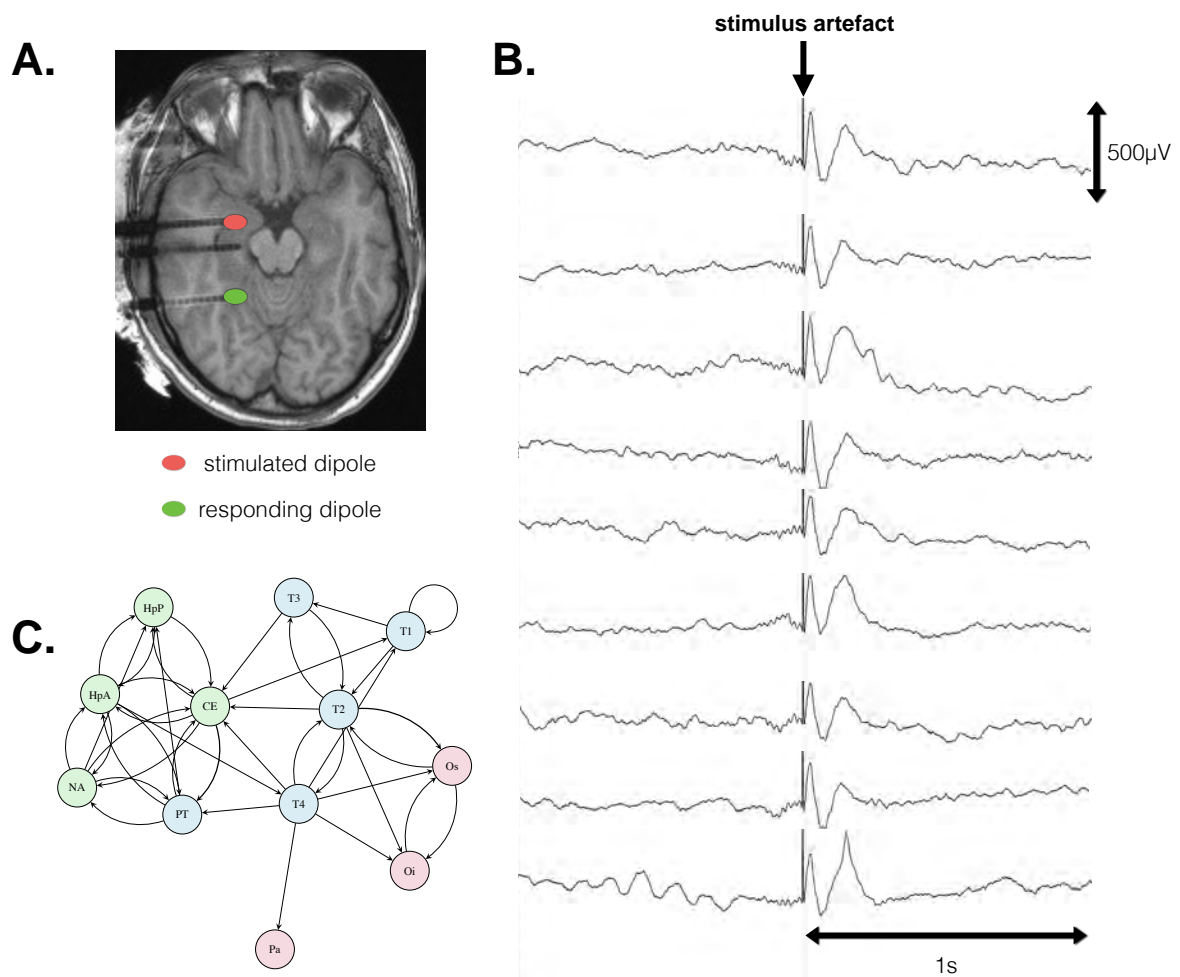 A.
stimulated dipole
responding dipole
B.
stimulus artefact
500µV
1s
C.
HpP
T3
T1
HpA
CE
T2
Os
NA
PT
T4
Oi
Pa